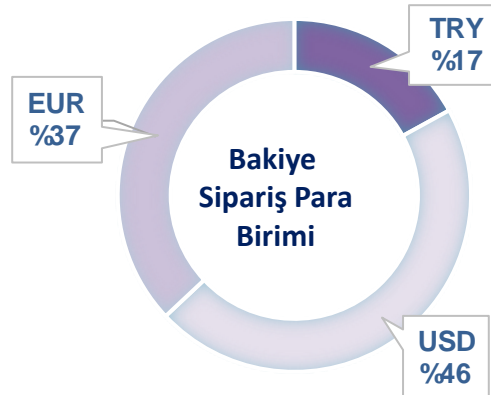 TRY
%17
EUR
%37
Bakiye
Sipariş Para
Birimi
USD
%46